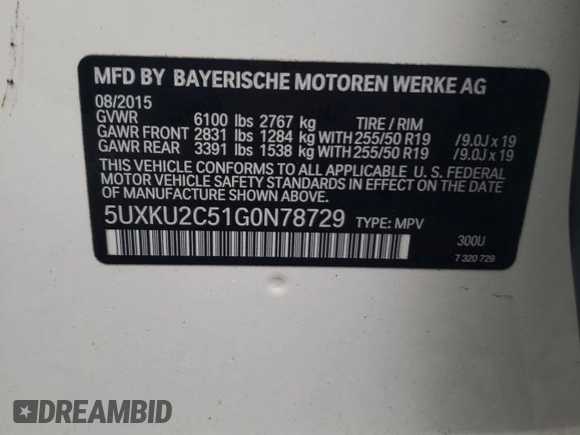 MFD BY BAYERISCHE MOTOREN WERKE AG
08/2015
GVWR 6100 lbs 2767 kg TIRE / RIM
GAWR FRONT 2831 lbs 1284 kg WITH 255/50 R19 /9.0J x 19
GAWR REAR 3391 lbs 1538 kg WITH 255/50 R19 /9.0J x 19
THIS VEHICLE CONFORMS TO ALL APPLICABLE U. S. FEDERAL
MOTOR VEHICLE SAFETY STANDARDS IN EFFECT ON THE DATE
OF MANUFACTURE SHOWN ABOVE.
5UXKU2C51G0N78729 TYPE: MPV
300U
7 320 729
DREAMBID